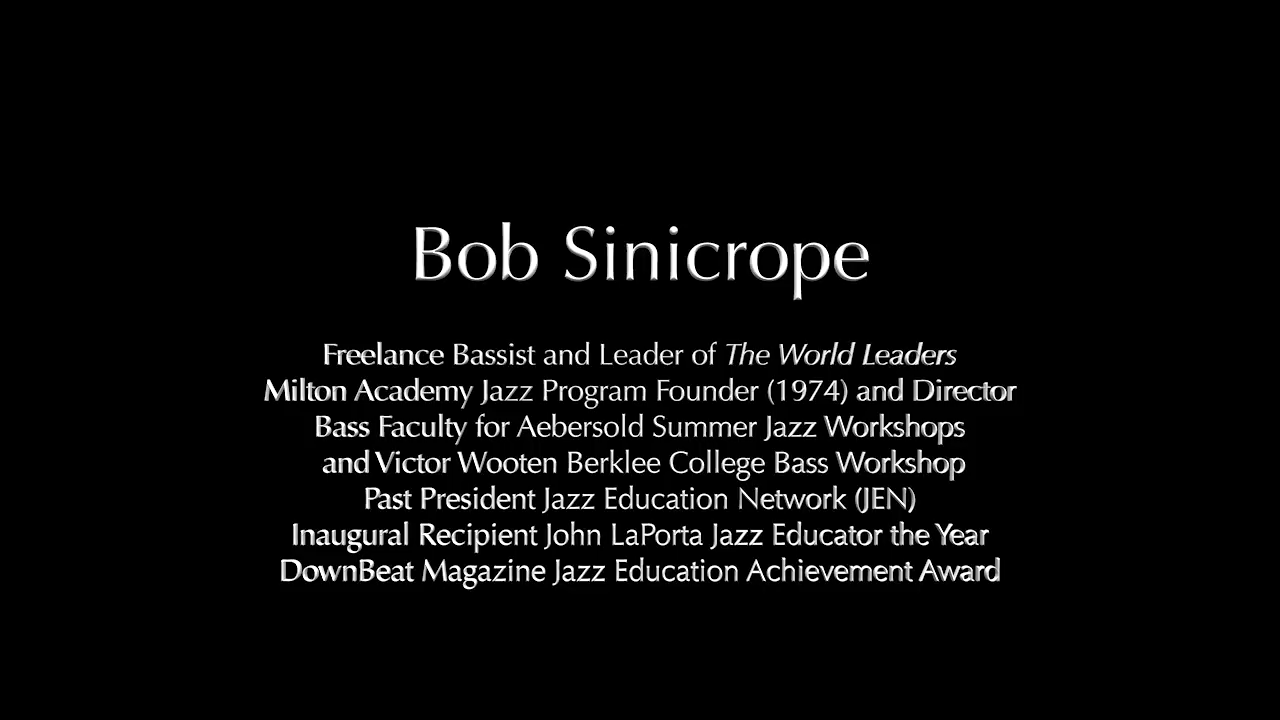 Bob Sinicrope
Freelance Bassist and Leader of The World Leaders
Milton Academy Jazz Program Founder (1974) and Director
Bass Faculty for Aebersold Summer Jazz Workshops
and Victor Wooten Berklee College Bass Workshop
Past President Jazz Education Network (JEN)
Inaugural Recipient John LaPorta Jazz Educator the Year
DownBeat Magazine Jazz Education Achievement Award